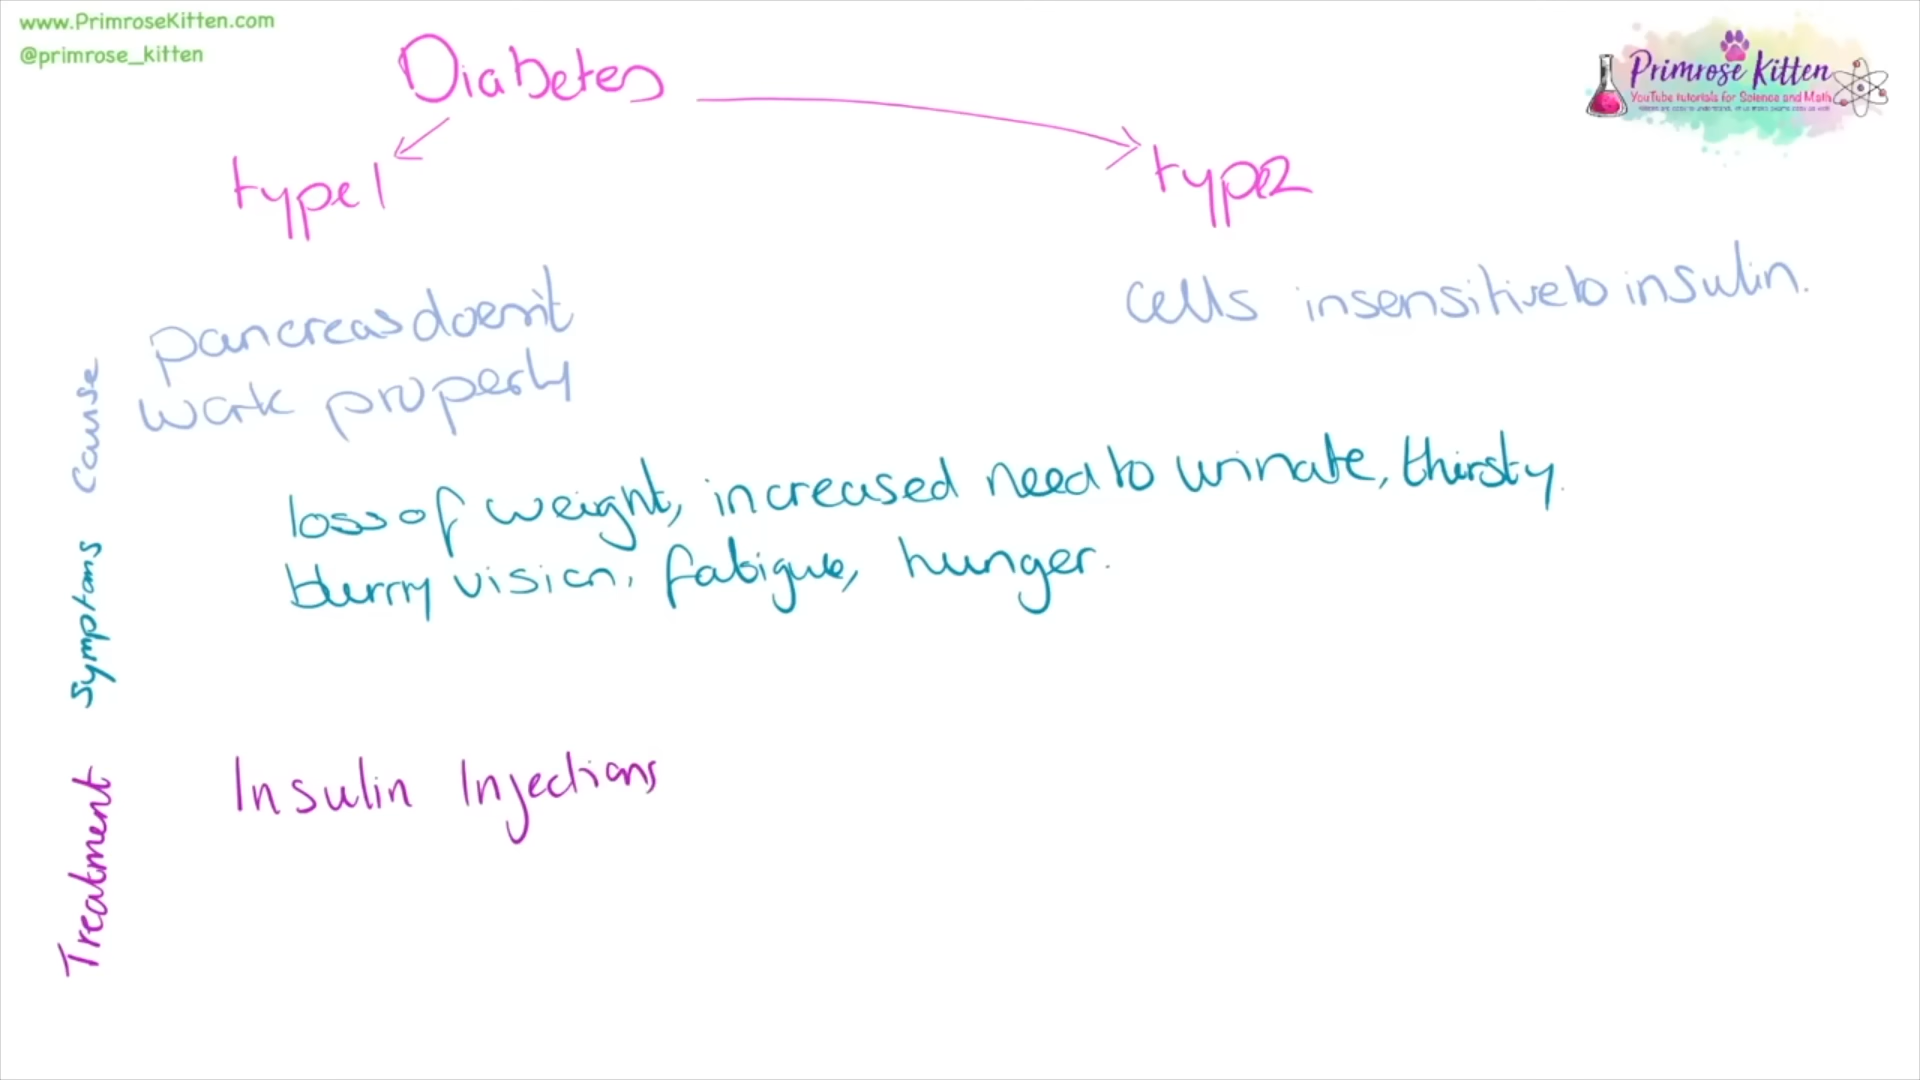 www.PrimroseKitten.com
@primrose_kitten
Primrose Kitten
YouTube tutorials for Science and Math
Diabetes
type 1
type 2
cause
pancreas doesn't
work properly
cells insensitive to insulin.
symptoms
loss of weight, increased need to urinate, thirsty.
blurry vision, fatigue, hunger.
Treatment
Insulin Injections